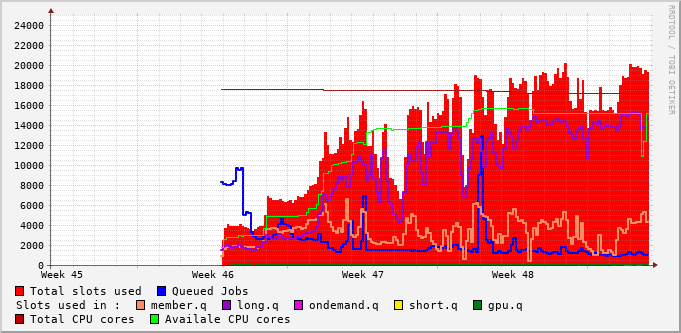 24000
22000
20000
18000
16000
14000
12000
10000
8000
6000
4000
2000
0
Week 45 Week 46 Week 47 Week 48
RRDTOOL / TOBI OETIKER
Total slots used Queued Jobs
Slots used in : member.q long.q ondemand.q short.q gpu.q
Total CPU cores Availale CPU cores